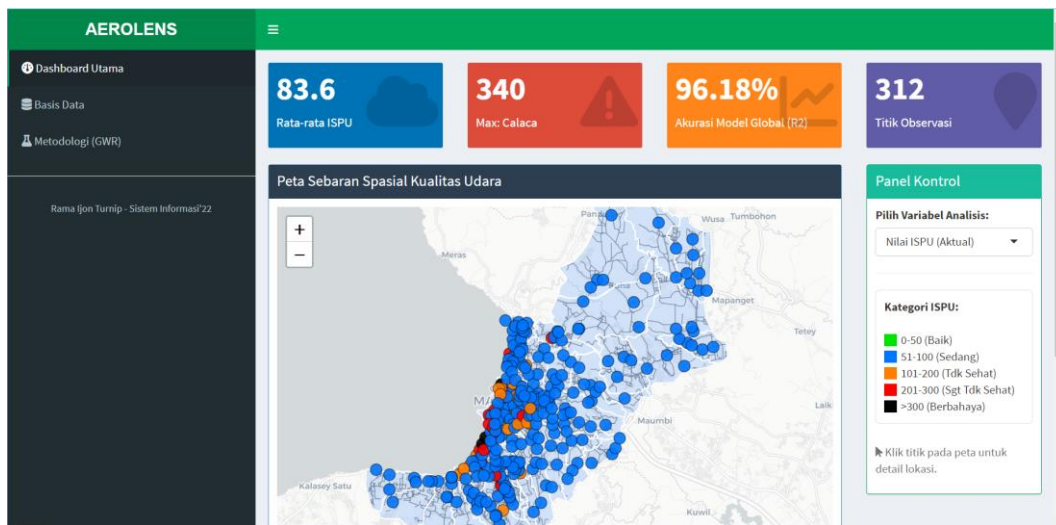 AEROLENS
Dashboard Utama
Basis Data
Metodologi (GWR)
Rama Ijon Turnip - Sistem Informasi'22
83.6
Rata-rata ISPU
340
Max: Calaca
96.18%
Akurasi Model Global (R2)
312
Titik Observasi
Peta Sebaran Spasial Kualitas Udara
+
−
Wusa
Tumbohon
Meras
Mapanget
Tetey
Laik
Maumbi
Kalasey Satu
Kuwil
Panel Kontrol
Pilih Variabel Analisis:
Nilai ISPU (Aktual)
Kategori ISPU:
0-50 (Baik)
51-100 (Sedang)
101-200 (Tdk Sehat)
201-300 (Sgt Tdk Sehat)
>300 (Berbahaya)
Klik titik pada peta untuk
detail lokasi.